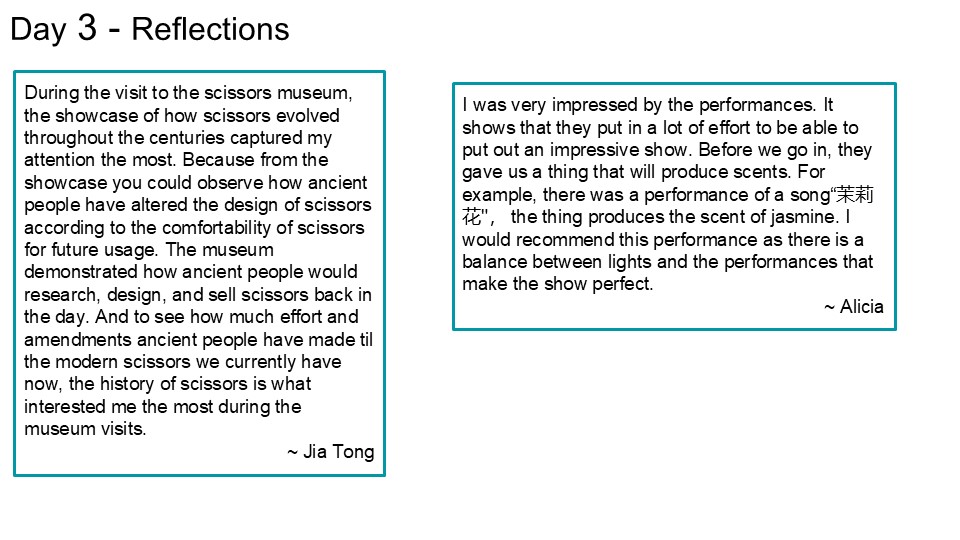 Day 3 - Reflections
During the visit to the scissors museum,
the showcase of how scissors evolved
throughout the centuries captured my
attention the most. Because from the
showcase you could observe how ancient
people have altered the design of scissors
according to the comfortability of scissors
for future usage. The museum
demonstrated how ancient people would
research, design, and sell scissors back in
the day. And to see how much effort and
amendments ancient people have made til
the modern scissors we currently have
now, the history of scissors is what
interested me the most during the
museum visits.
~ Jia Tong
I was very impressed by the performances. It
shows that they put in a lot of effort to be able to
put out an impressive show. Before we go in, they
gave us a thing that will produce scents. For
example, there was a performance of a song“茉莉
花"， the thing produces the scent of jasmine. I
would recommend this performance as there is a
balance between lights and the performances that
make the show perfect.
~ Alicia